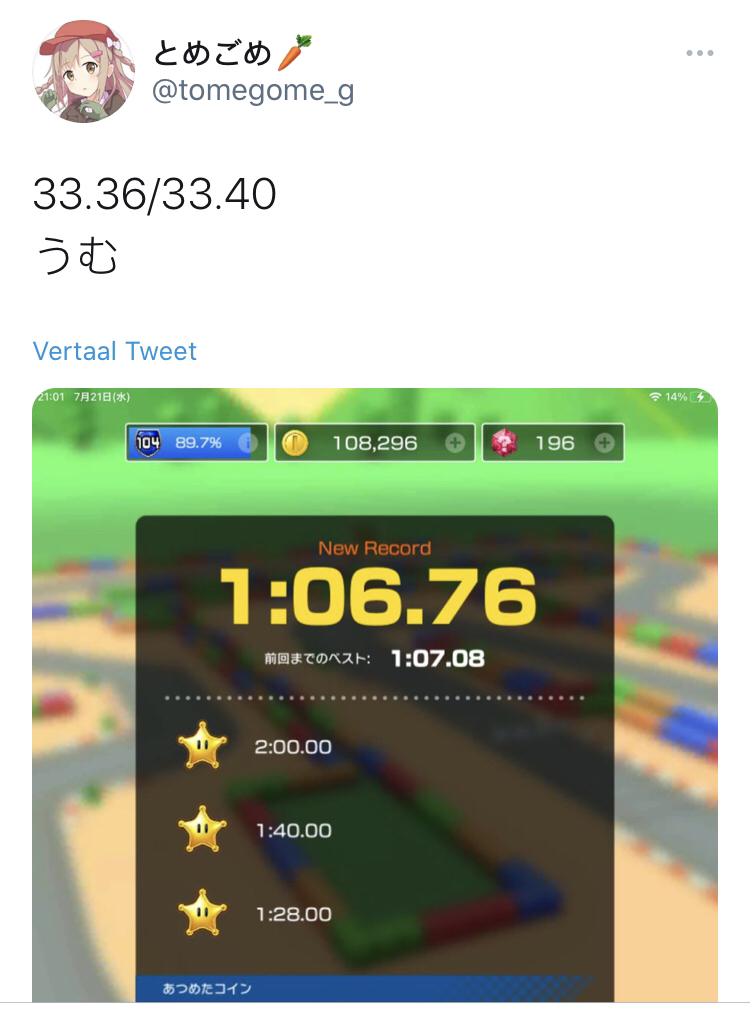 とめごめ🥕
@tomegome_g
33.36/33.40
うむ
Vertaal Tweet
21:01 7月21日(水) 14%
104 89.7% 108,296 196
New Record
1:06.76
前回までのベスト: 1:07.08
2:00.00
1:40.00
1:28.00
あつめたコイン